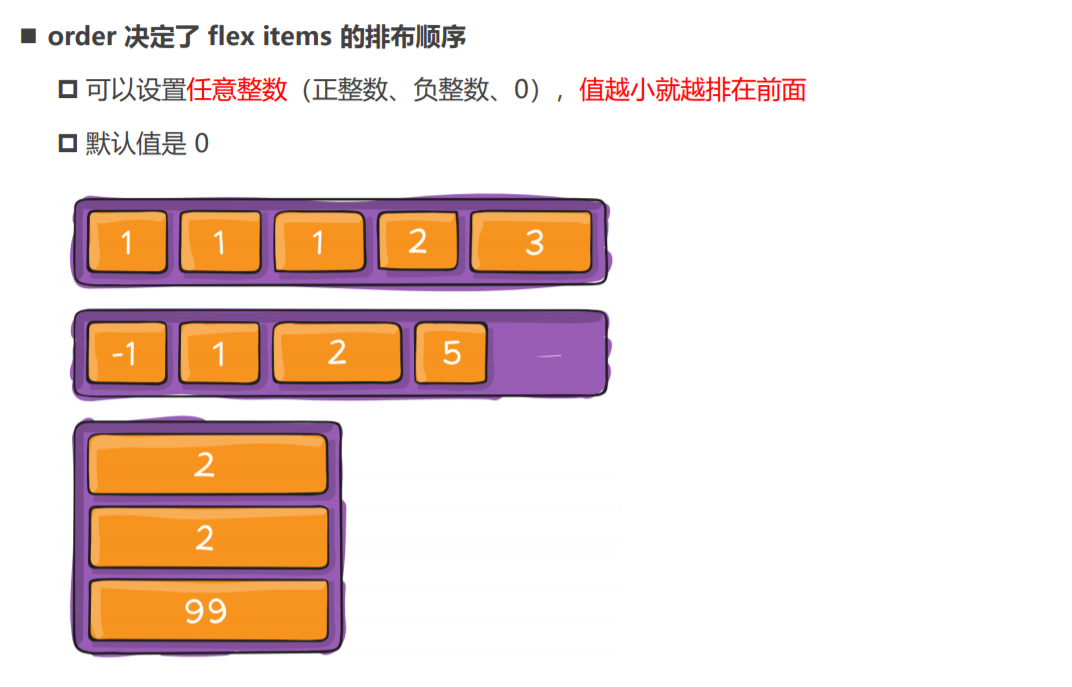 order 决定了 flex items 的排布顺序
可以设置任意整数（正整数、负整数、0），值越小就越排在前面
默认值是 0
1 1 1 2 3
-1 1 2 5
2
2
99